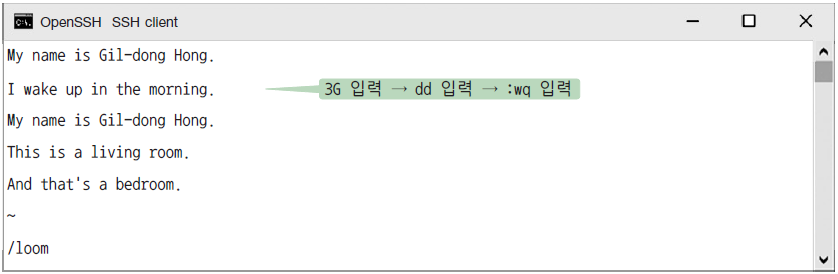 OpenSSH SSH client
My name is Gil-dong Hong.
I wake up in the morning.
3G 입력 → dd 입력 → :wq 입력
My name is Gil-dong Hong.
This is a living room.
And that's a bedroom.
~
/loom